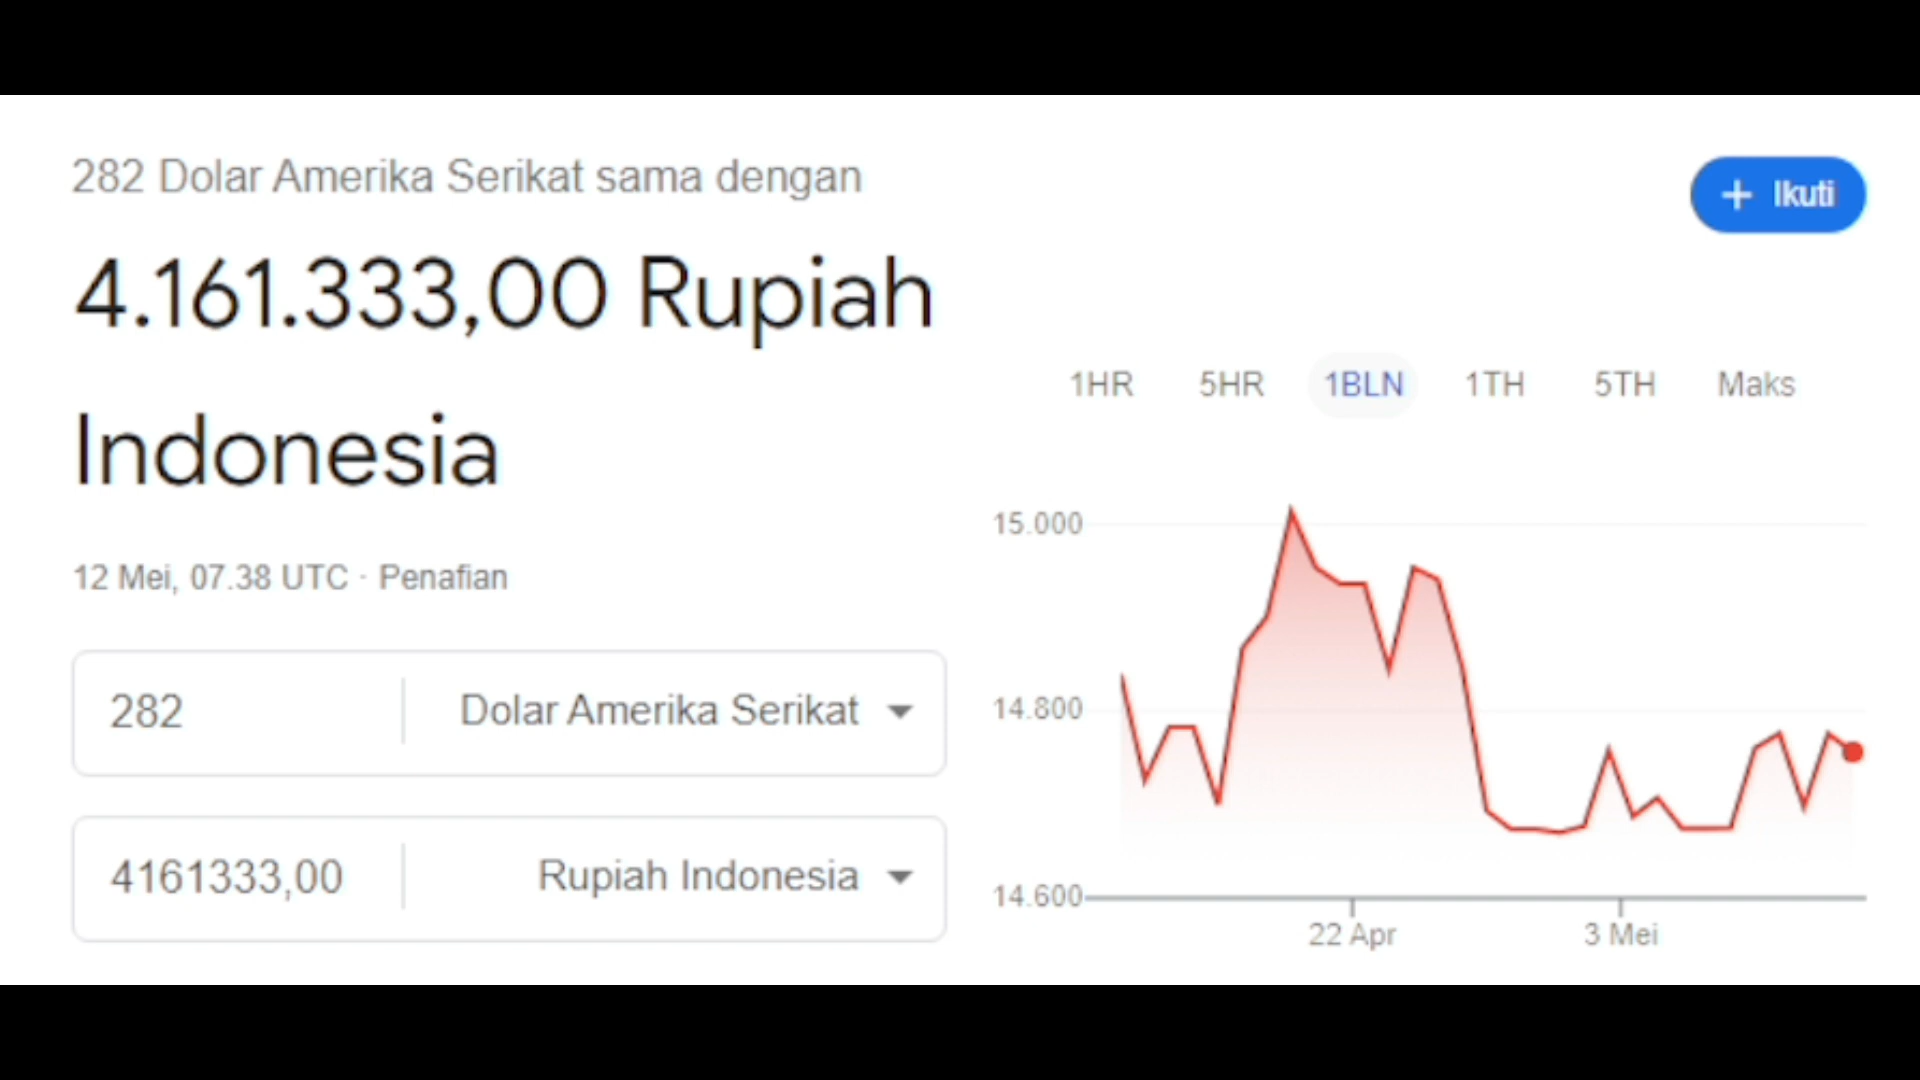 282 Dolar Amerika Serikat sama dengan
4.161.333,00 Rupiah
Indonesia
12 Mei, 07.38 UTC · Penafian
282 Dolar Amerika Serikat
4161333,00 Rupiah Indonesia
+ Ikuti
1HR 5HR 1BLN 1TH 5TH Maks
15.000
14.800
14.600
22 Apr 3 Mei